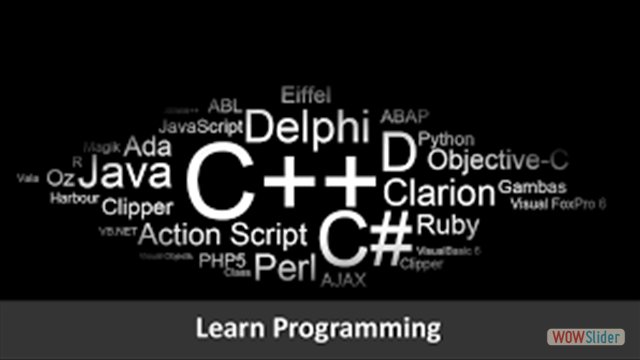 Eiffel
ABL
ABAP
JavaScript
Delphi
Python
Magik
Ada
D
Objective-C
R
Java
C++
Vala
Oz
Clarion
Gambas
Harbour
Clipper
Visual FoxPro 6
VB.NET
Action Script
C#
Ruby
VisualBasic 6
PHP5
Perl
Clipper
Class
AJAX
Learn Programming
WOWSlider